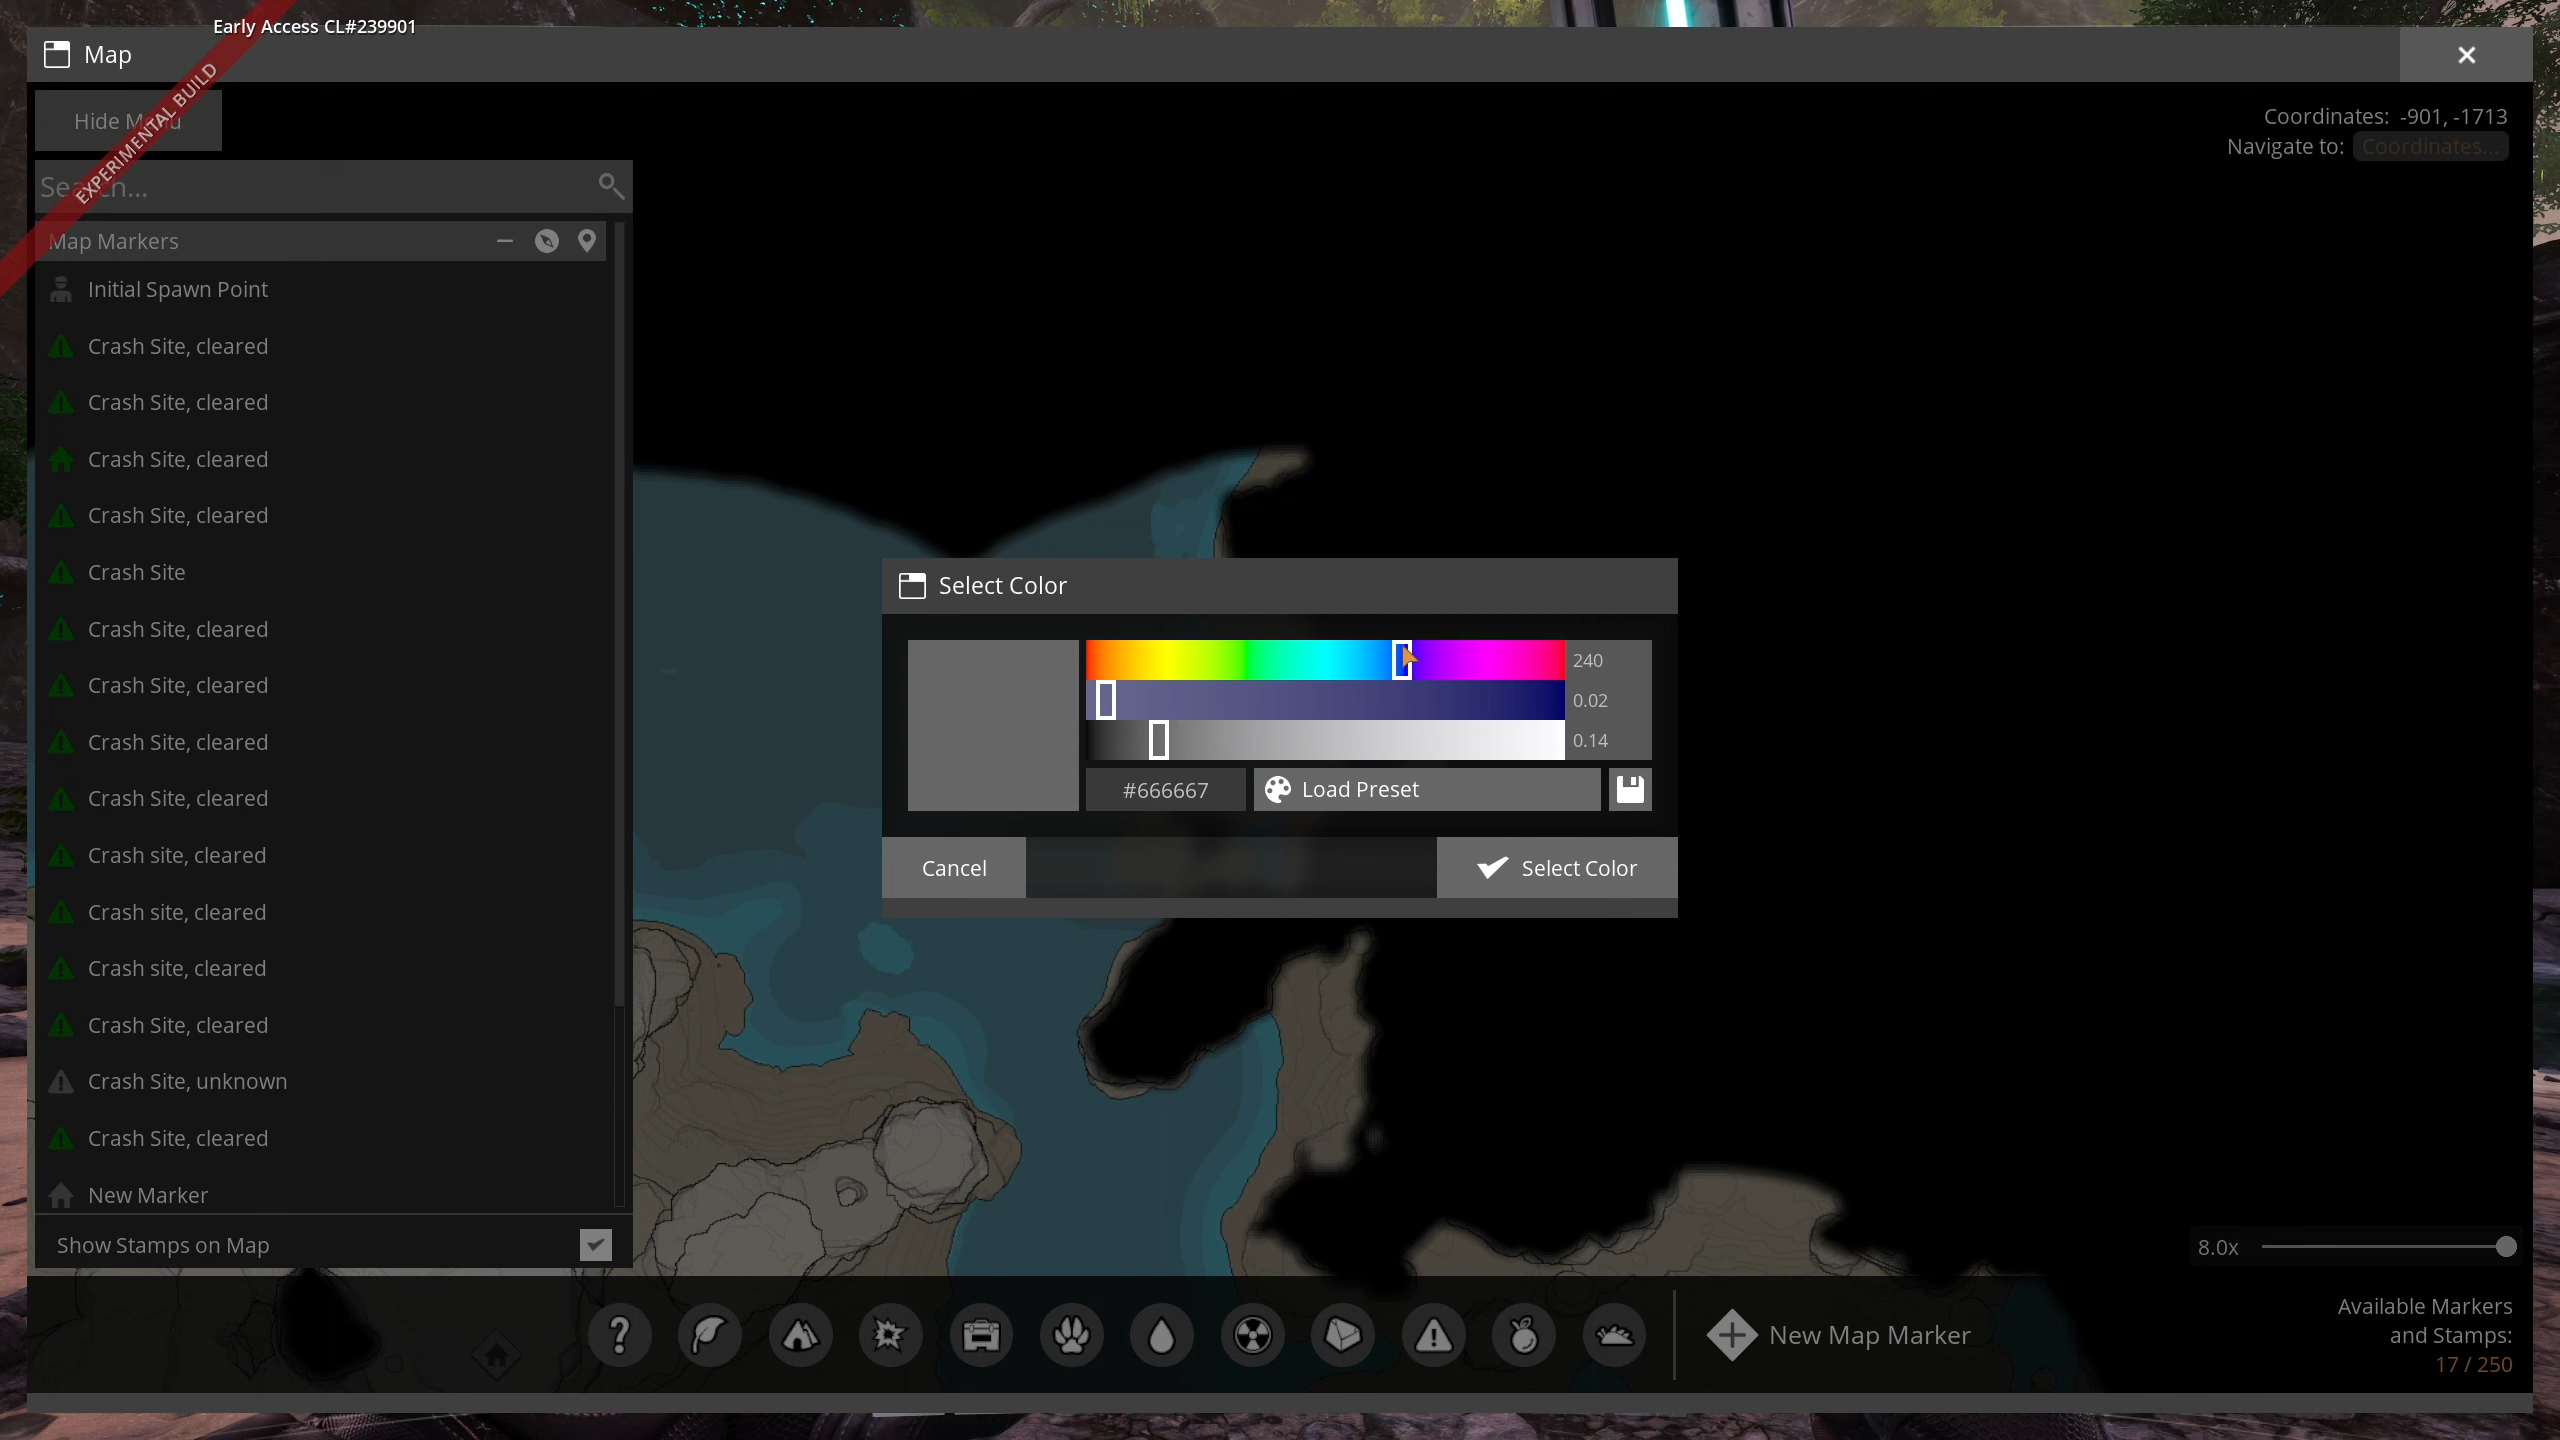 Early Access CL#239901
EXPERIMENTAL BUILD
Map
Hide Menu
Coordinates: -901, -1713
Navigate to: Coordinates...
Search...
Map Markers
Initial Spawn Point
Crash Site, cleared
Crash Site, cleared
Crash Site, cleared
Crash Site, cleared
Crash Site
Crash Site, cleared
Crash Site, cleared
Crash Site, cleared
Crash Site, cleared
Crash site, cleared
Crash site, cleared
Crash site, cleared
Crash Site, cleared
Crash Site, unknown
Crash Site, cleared
New Marker
Show Stamps on Map
Select Color
240
0.02
0.14
#666667
Load Preset
Cancel
Select Color
8.0x
New Map Marker
Available Markers
and Stamps:
17 / 250